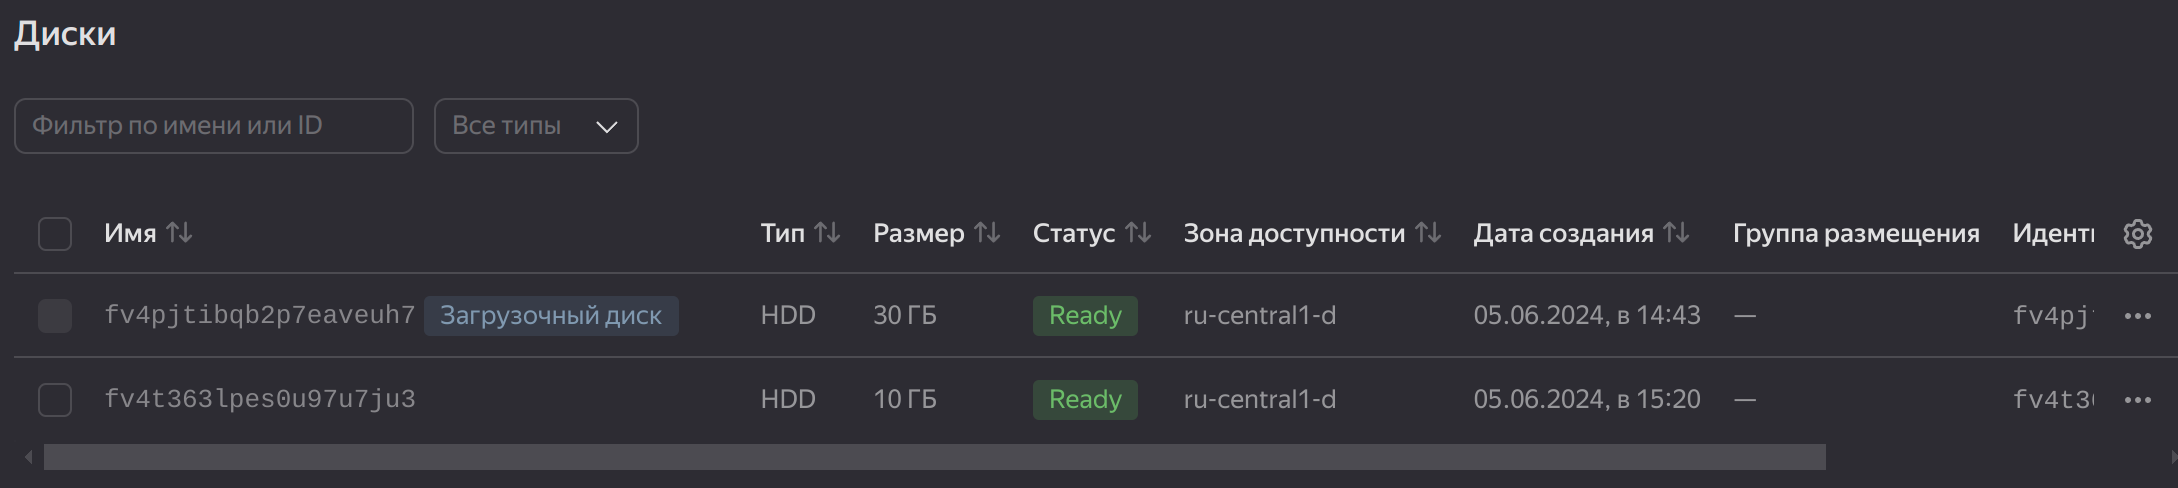 Диски
Фильтр по имени или ID Все типы
Имя Тип Размер Статус Зона доступности Дата создания Группа размещения Иденти
fv4pjtibqb2p7eaveuh7 Загрузочный диск HDD 30 ГБ Ready ru-central1-d 05.06.2024, в 14:43 — fv4pj
fv4t363lpes0u97u7ju3 HDD 10 ГБ Ready ru-central1-d 05.06.2024, в 15:20 — fv4t3